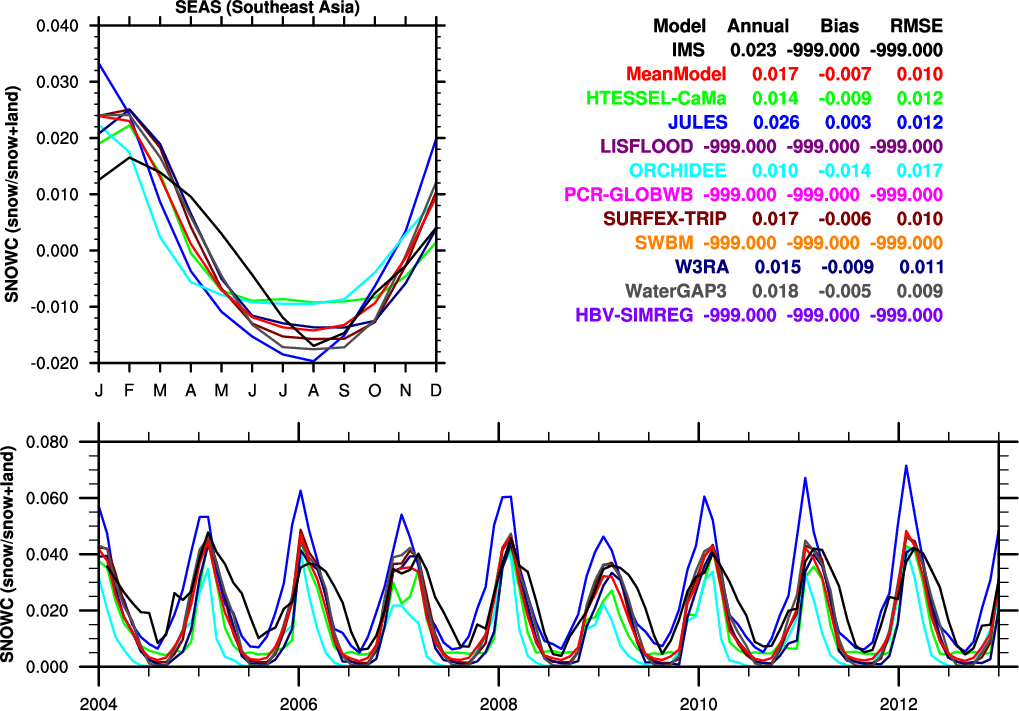 SEAS (Southeast Asia)
SNOWC (snow/snow+land)
0.040
0.030
0.020
0.010
0.000
-0.010
-0.020
J F M A M J J A S O N D
Model Annual Bias RMSE
IMS 0.023 -999.000 -999.000
MeanModel 0.017 -0.007 0.010
HTESSEL-CaMa 0.014 -0.009 0.012
JULES 0.026 0.003 0.012
LISFLOOD -999.000 -999.000 -999.000
ORCHIDEE 0.010 -0.014 0.017
PCR-GLOBWB -999.000 -999.000 -999.000
SURFEX-TRIP 0.017 -0.006 0.010
SWBM -999.000 -999.000 -999.000
W3RA 0.015 -0.009 0.011
WaterGAP3 0.018 -0.005 0.009
HBV-SIMREG -999.000 -999.000 -999.000
SNOWC (snow/snow+land)
0.080
0.060
0.040
0.020
0.000
2004 2006 2008 2010 2012